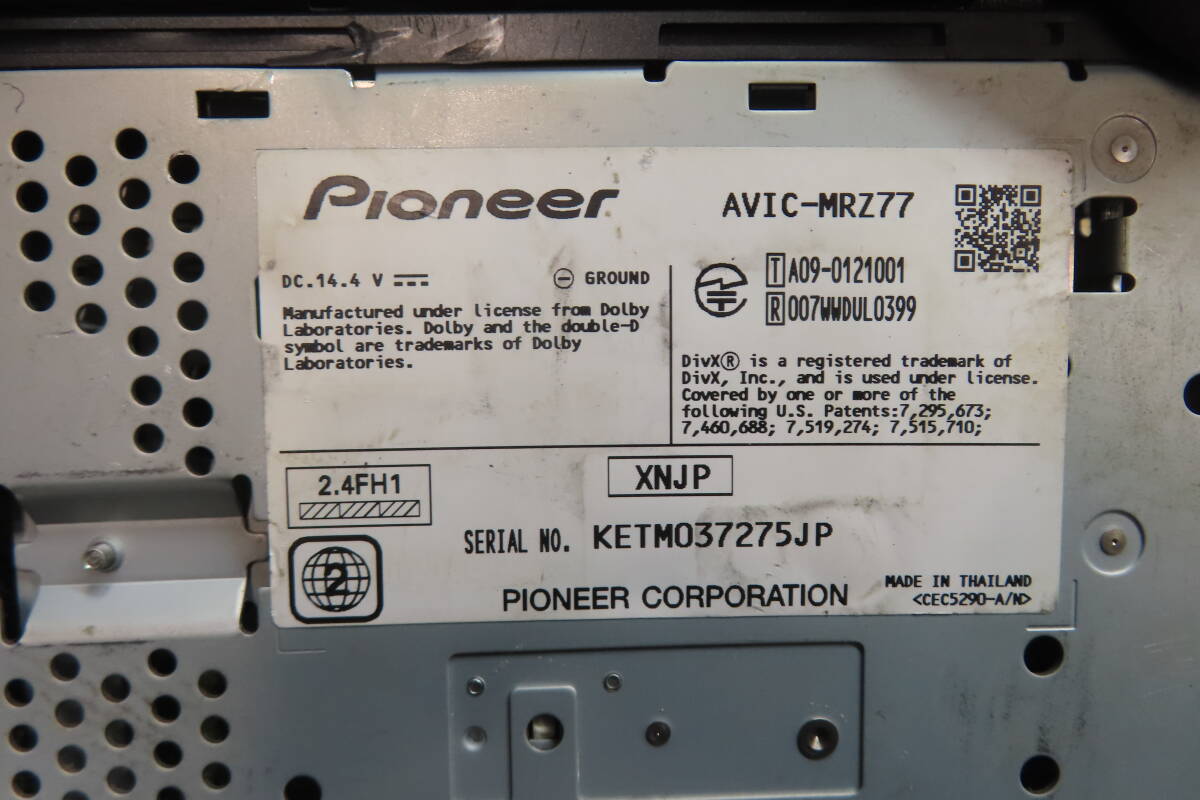 Pioneer
AVIC-MRZ77
DC.14.4 V
⊖ GROUND
Manufactured under license from Dolby
Laboratories. Dolby and the double-D
symbol are trademarks of Dolby
Laboratories.
T A09-0121001
R 007WWDUL0399
DivX® is a registered trademark of
DivX, Inc., and is used under license.
Covered by one or more of the
following U.S. Patents:7,295,673;
7,460,688; 7,519,274; 7,515,710;
2.4FH1
XNJP
SERIAL NO. KETM037275JP
2
PIONEER CORPORATION
MADE IN THAILAND
<CEC5290-A/N>